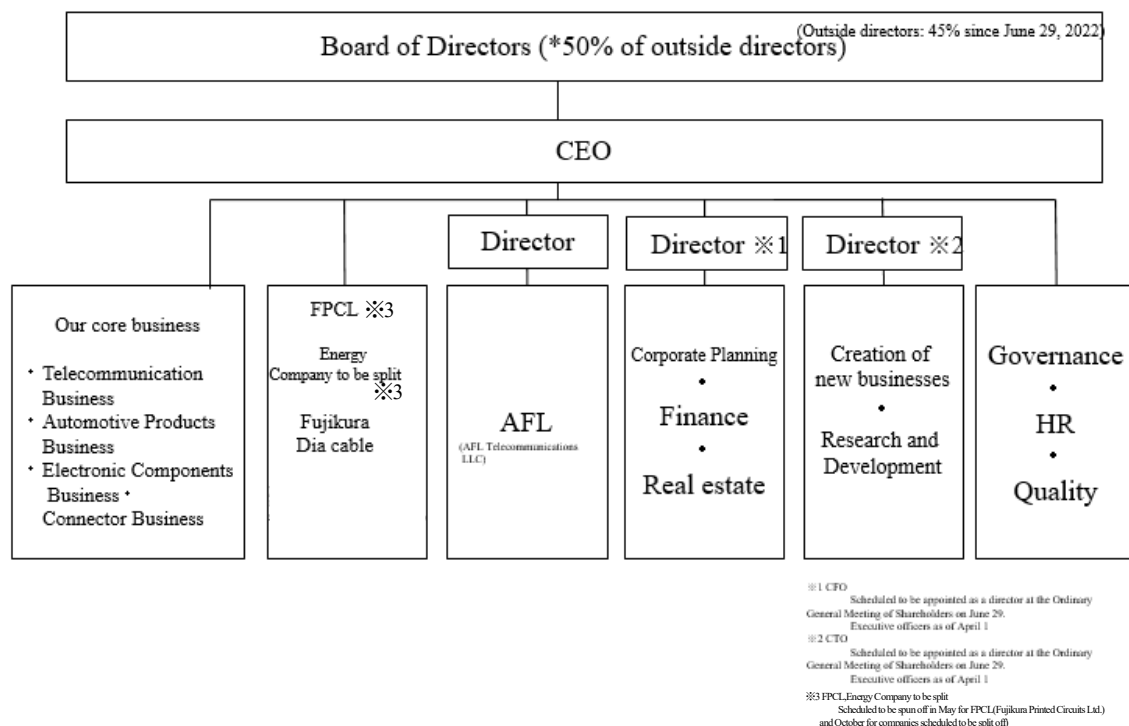 (Outside directors: 45% since June 29, 2022)
Board of Directors (*50% of outside directors)
CEO
Director
Director ※1
Director ※2
Our core business
・Telecommunication
Business
・Automotive Products
Business
・Electronic Components
Business・
Connector Business
FPCL ※3
Energy
Company to be split
※3
Fujikura
Dia cable
AFL
(AFL Telecommunications
LLC)
Corporate Planning
・
Finance
・
Real estate
Creation of
new businesses
・
Research and
Development
Governance
・
HR
・
Quality
※1 CFO
Scheduled to be appointed as a director at the Ordinary
General Meeting of Shareholders on June 29.
Executive officers as of April 1
※2 CTO
Scheduled to be appointed as a director at the Ordinary
General Meeting of Shareholders on June 29.
Executive officers as of April 1
※3 FPCL,Energy Company to be split
Scheduled to be spun off in May for FPCL(Fujikura Printed Circuits Ltd.)
and October for companies scheduled to be split off)